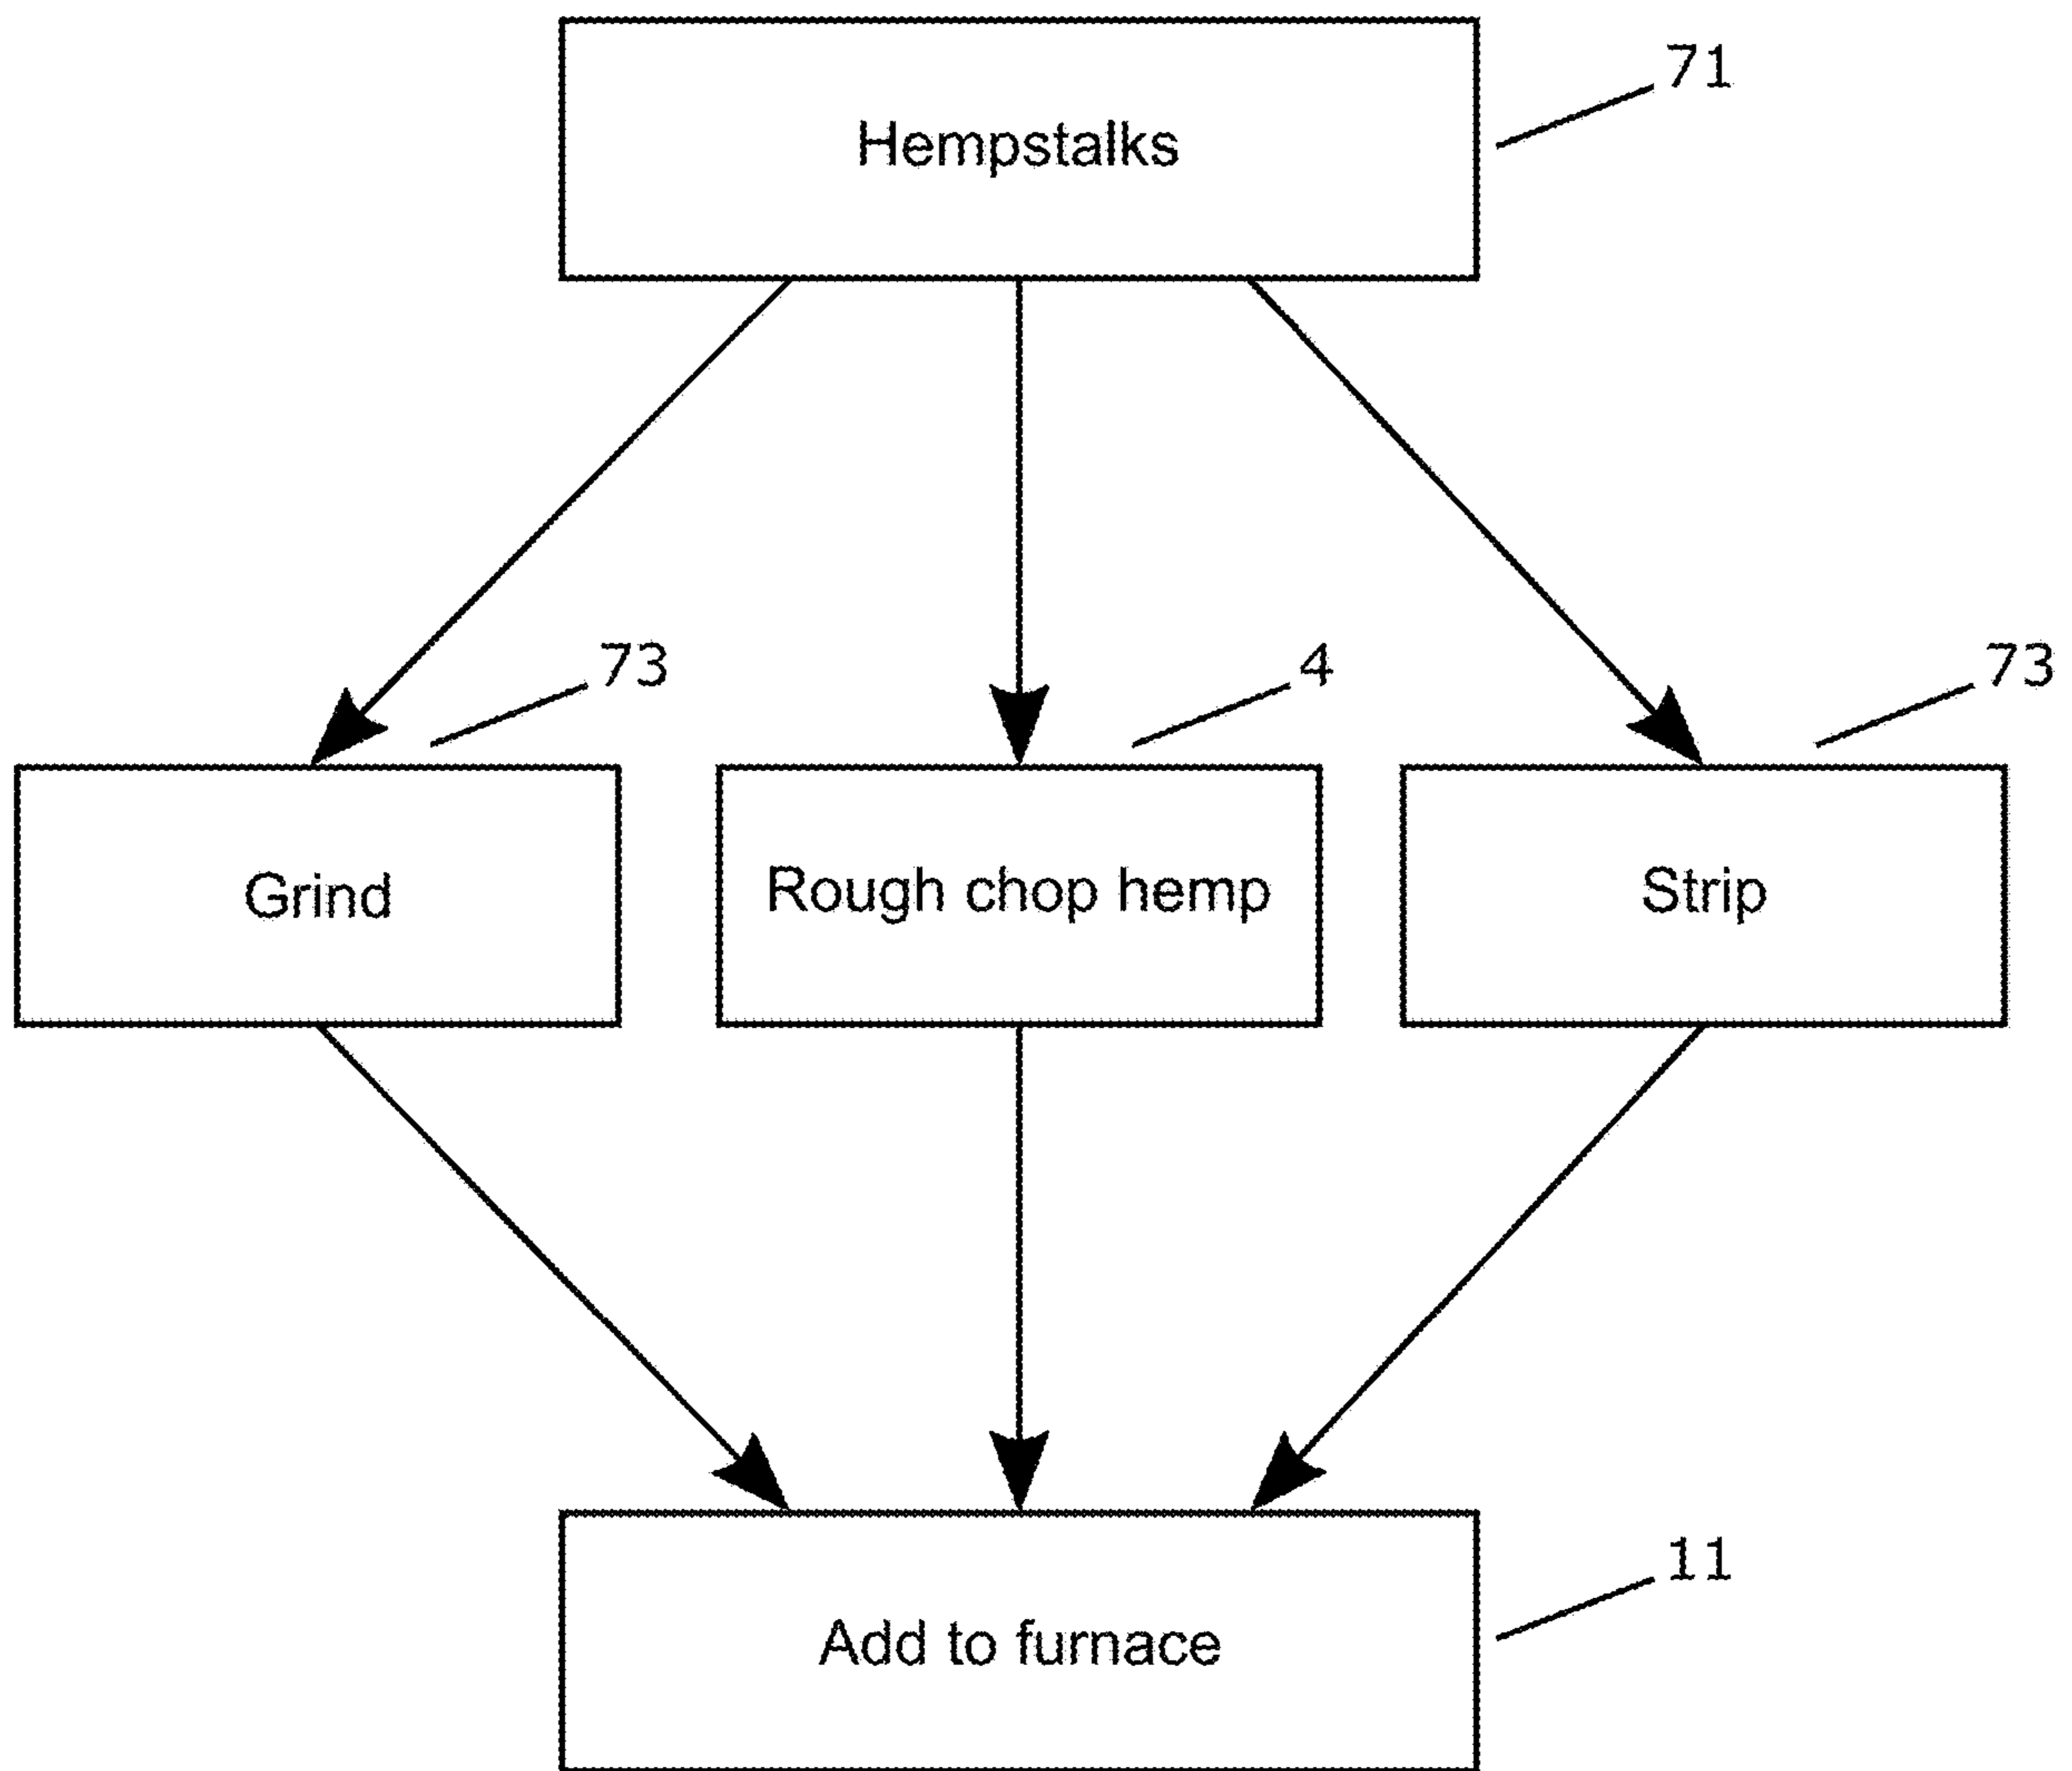 71
Hempstalks
73
4
73
Grind
Rough chop hemp
Strip
11
Add to furnace